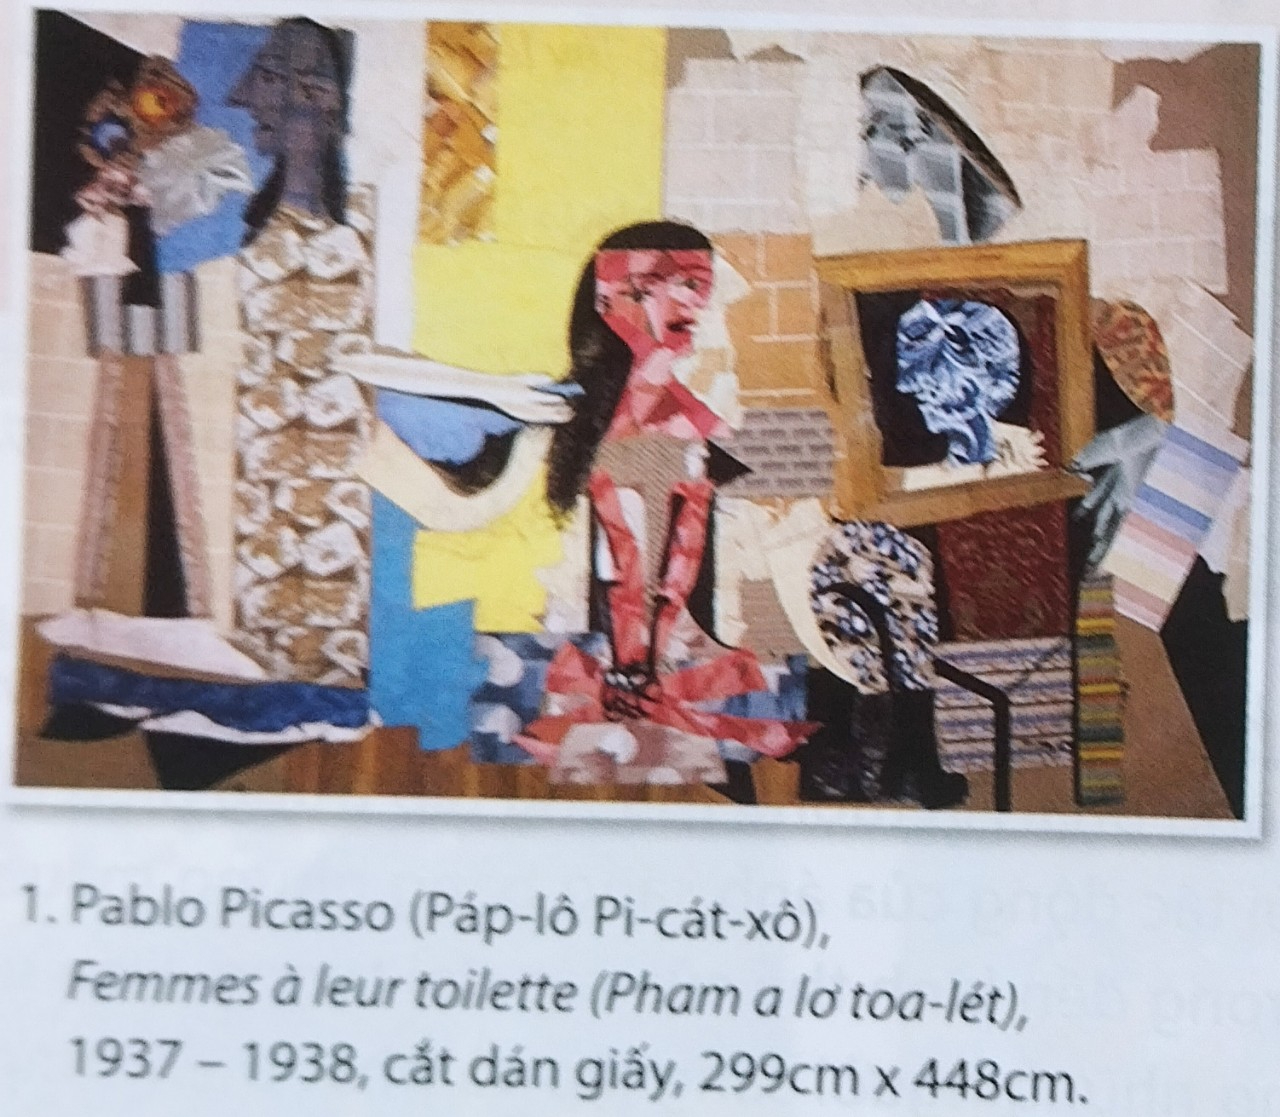 1. Pablo Picasso (Páp-lô Pi-cát-xô),
Femmes à leur toilette (Pham a lơ toa-lét),
1937 – 1938, cắt dán giấy, 299cm x 448cm.